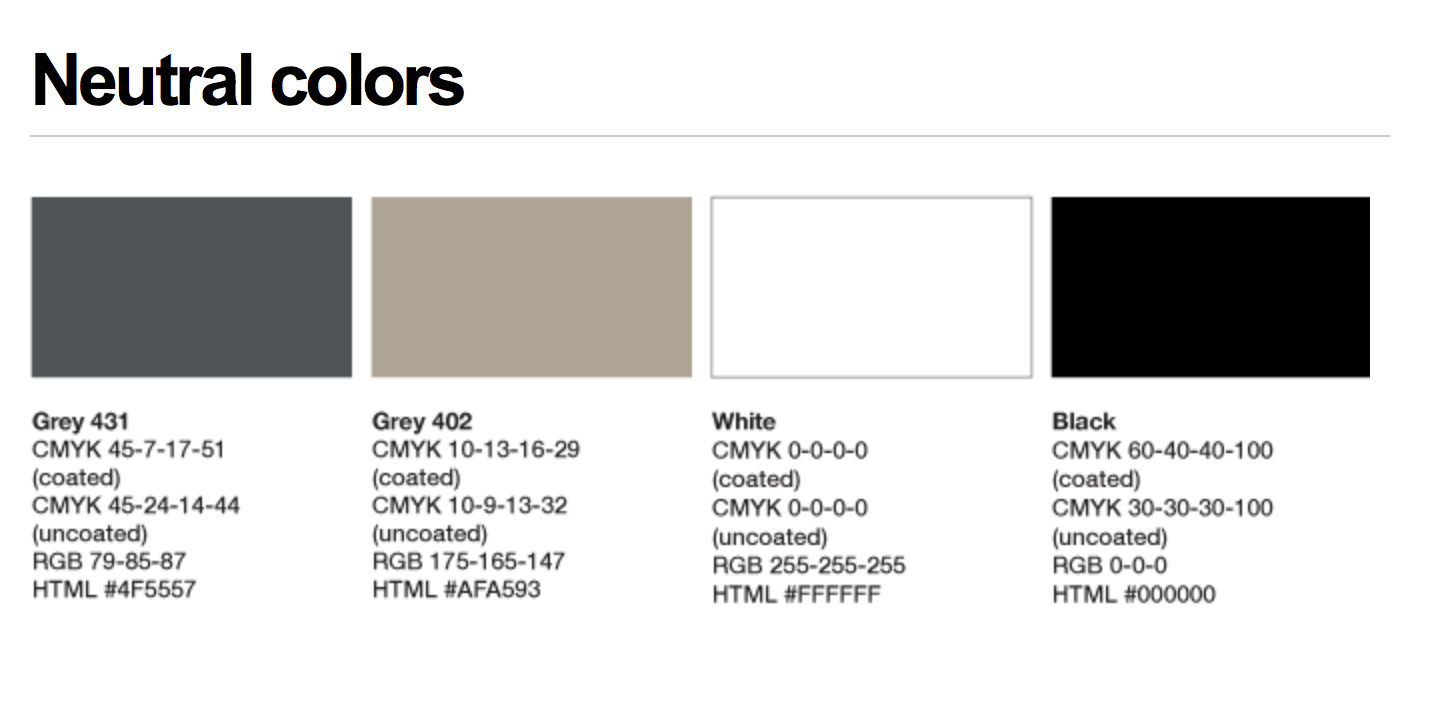 Neutral colors
Grey 431
CMYK 45-7-17-51
(coated)
CMYK 45-24-14-44
(uncoated)
RGB 79-85-87
HTML #4F5557
Grey 402
CMYK 10-13-16-29
(coated)
CMYK 10-9-13-32
(uncoated)
RGB 175-165-147
HTML #AFA593
White
CMYK 0-0-0-0
(coated)
CMYK 0-0-0-0
(uncoated)
RGB 255-255-255
HTML #FFFFFF
Black
CMYK 60-40-40-100
(coated)
CMYK 30-30-30-100
(uncoated)
RGB 0-0-0
HTML #000000